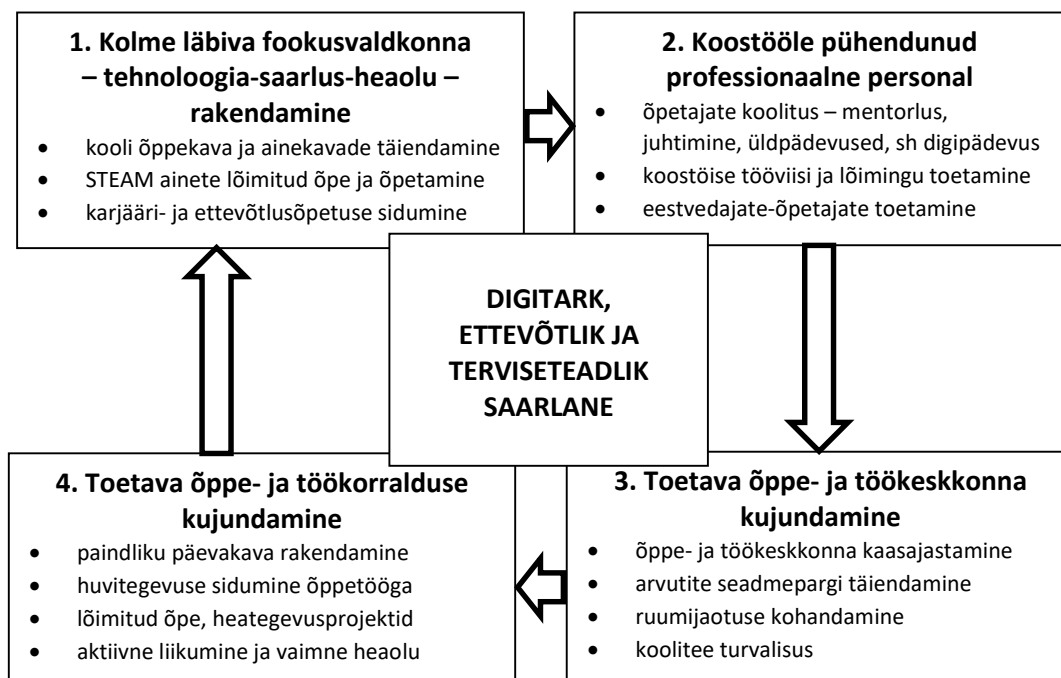 1. Kolme läbiva fookusvaldkonna
– tehnoloogia-saarlus-heaolu –
rakendamine
• kooli õppekava ja ainekavade täiendamine
• STEAM ainete lõimitud õpe ja õpetamine
• karjääri- ja ettevõtlusõpetuse sidumine
2. Koostööle pühendunud
professionaalne personal
• õpetajate koolitus – mentorlus,
juhtimine, üldpädevused, sh digipädevus
• koostöise tööviisi ja lõimingu toetamine
• eestvedajate-õpetajate toetamine
DIGITARK,
ETTEVÕTLIK JA
TERVISETEADLIK
SAARLANE
3. Toetava õppe- ja töökeskkonna
kujundamine
• õppe- ja töökeskkonna kaasajastamine
• arvutite seadmepargi täiendamine
• ruumijaotuse kohandamine
• koolitee turvalisus
4. Toetava õppe- ja töökorralduse
kujundamine
• paindliku päevakava rakendamine
• huvitegevuse sidumine õppetööga
• lõimitud õpe, heategevusprojektid
• aktiivne liikumine ja vaimne heaolu